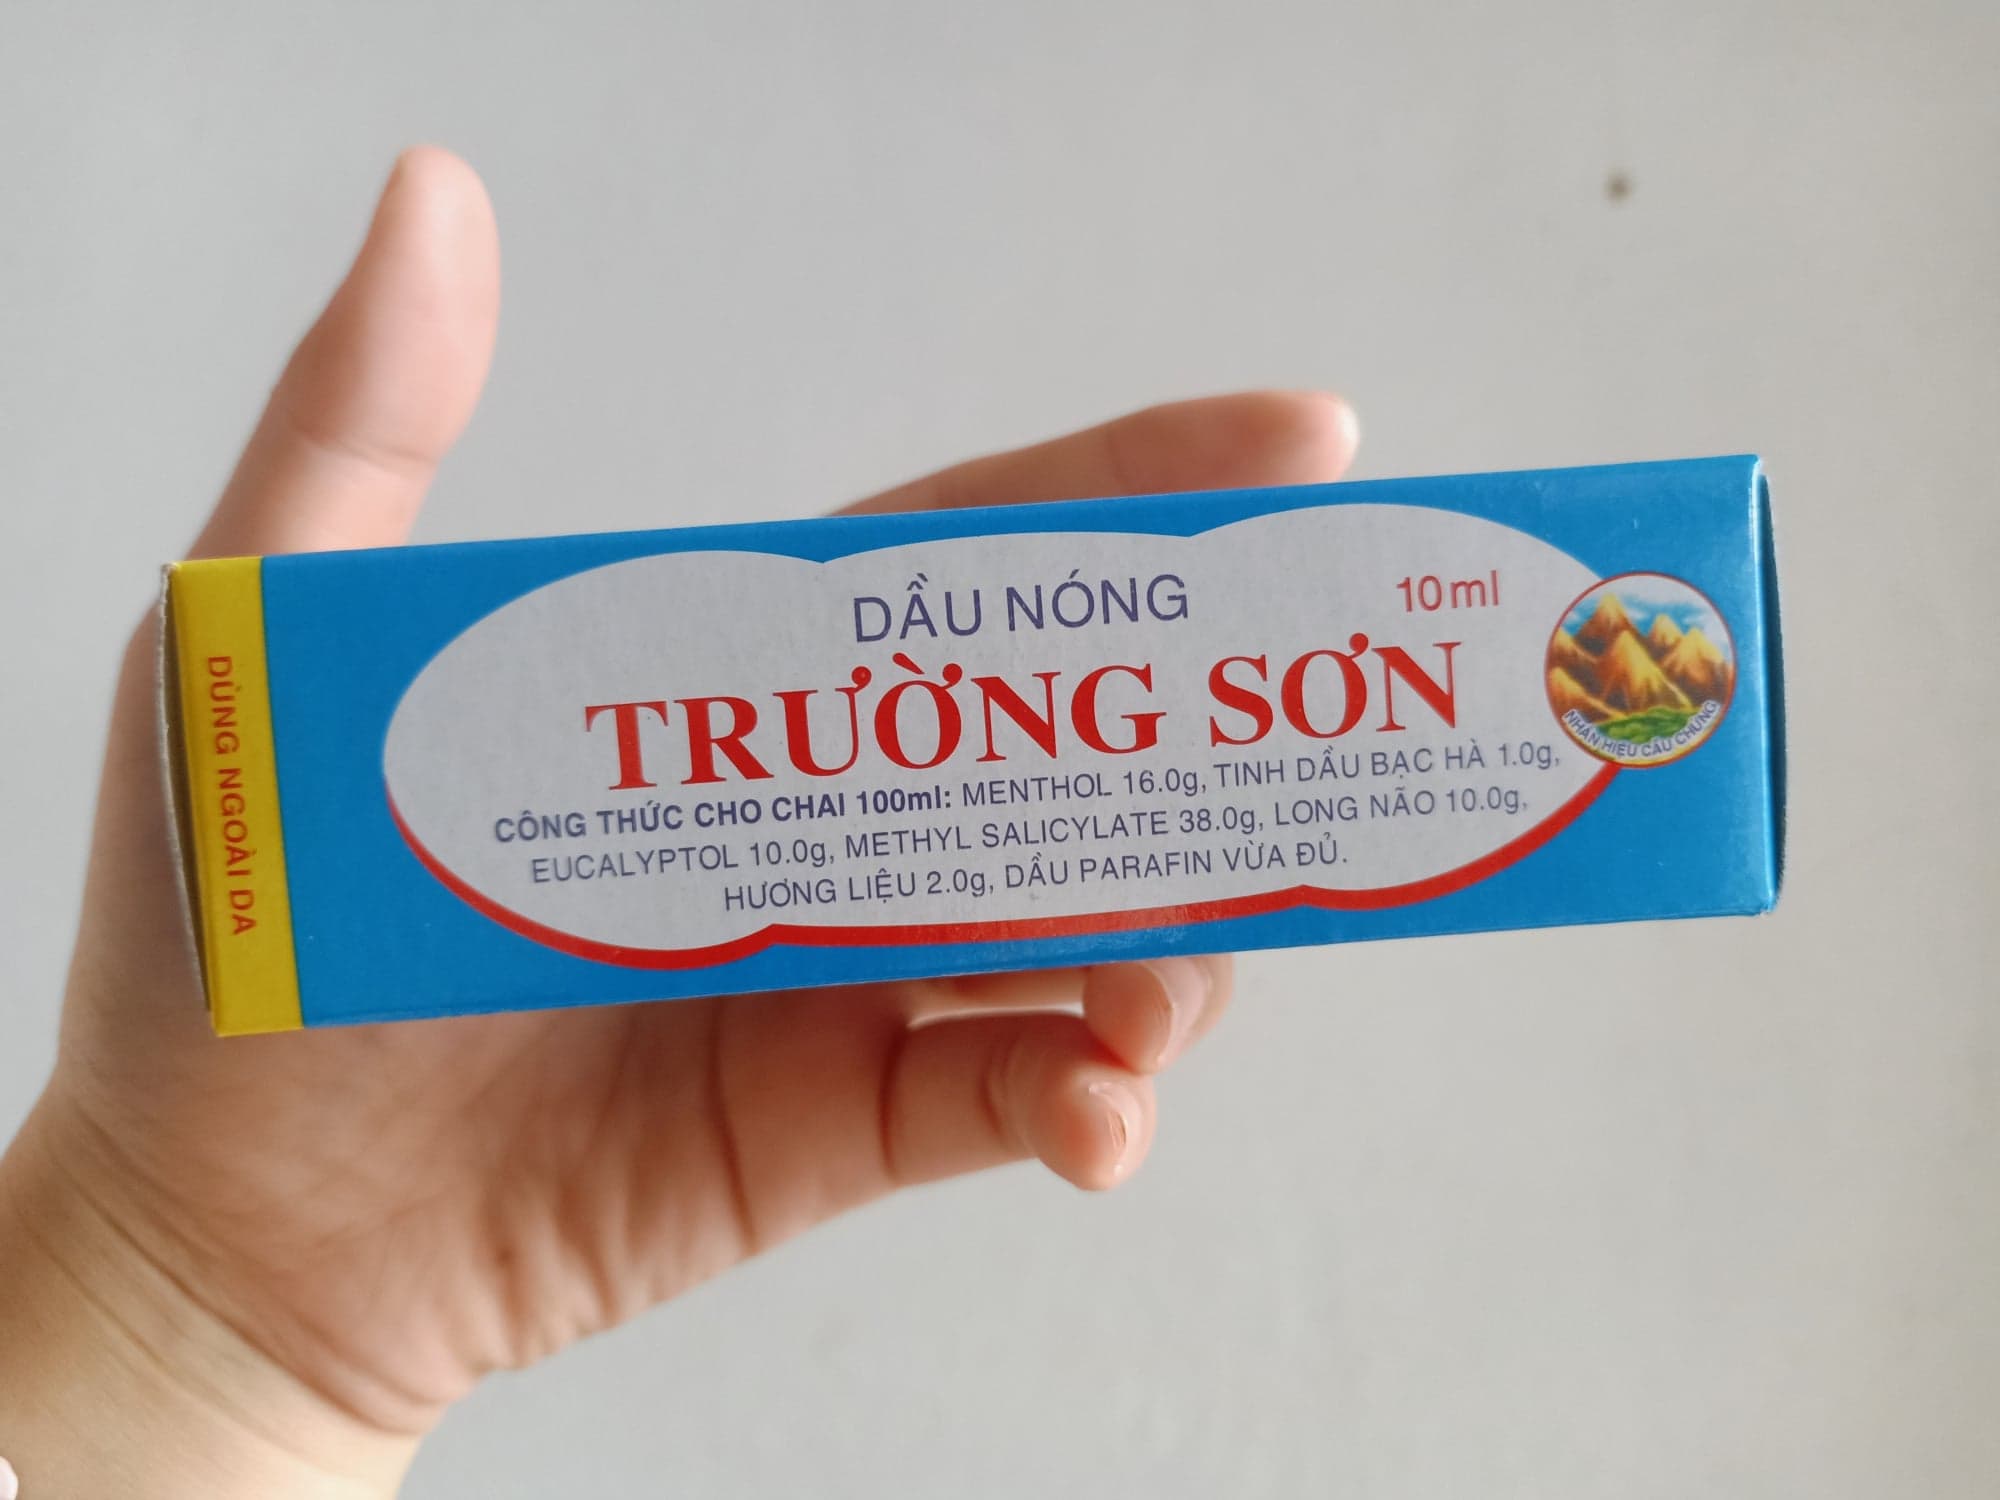 DẦU NÓNG
10ml
TRƯỜNG SƠN
CÔNG THỨC CHO CHAI 100ml: MENTHOL 16.0g, TINH DẦU BẠC HÀ 1.0g,
EUCALYPTOL 10.0g, METHYL SALICYLATE 38.0g, LONG NÃO 10.0g,
HƯƠNG LIỆU 2.0g, DẦU PARAFIN VỪA ĐỦ.
NHÃN HIỆU CẦU CHỨNG
DÙNG NGOÀI DA